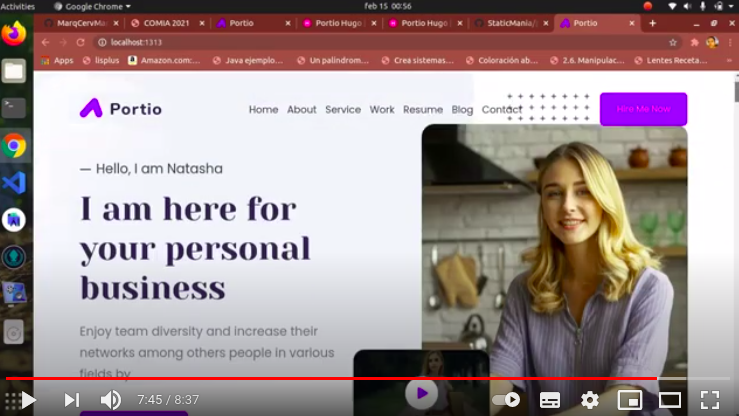 Activities
Google Chrome
feb 15 00:56
MarqCervMa
COMIA 2021
Portio
Portio Hugo
Portio Hugo
StaticMania/
Portio
localhost:1313
Apps
lisplus
Amazon.com:...
Java ejemplo...
Un palindrom...
Crea sistemas...
Coloración ab...
2.6. Manipulac...
Lentes Receta...
Portio
Home About Service Work Resume Blog Contact
Hire Me Now
— Hello, I am Natasha
I am here for
your personal
business
Enjoy team diversity and increase their
networks among others people in various
fields by
7:45 / 8:37